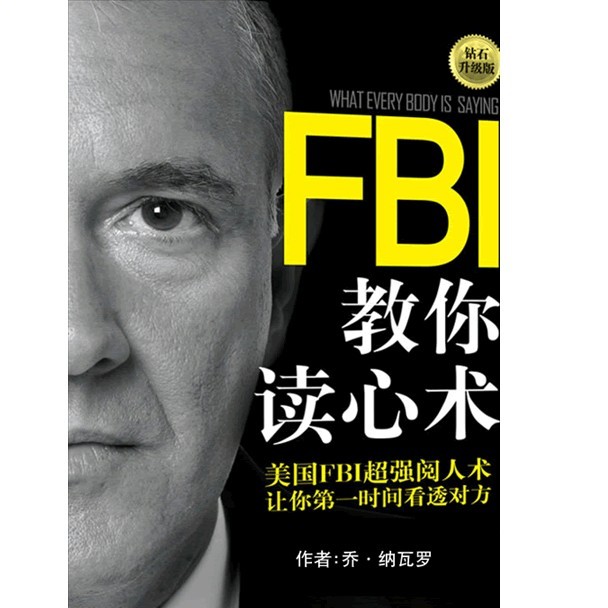 钻石
升级版
WHAT EVERY BODY IS SAYING
FBI
教你
读心术
美国FBI超强阅人术
让你第一时间看透对方
作者:乔·纳瓦罗